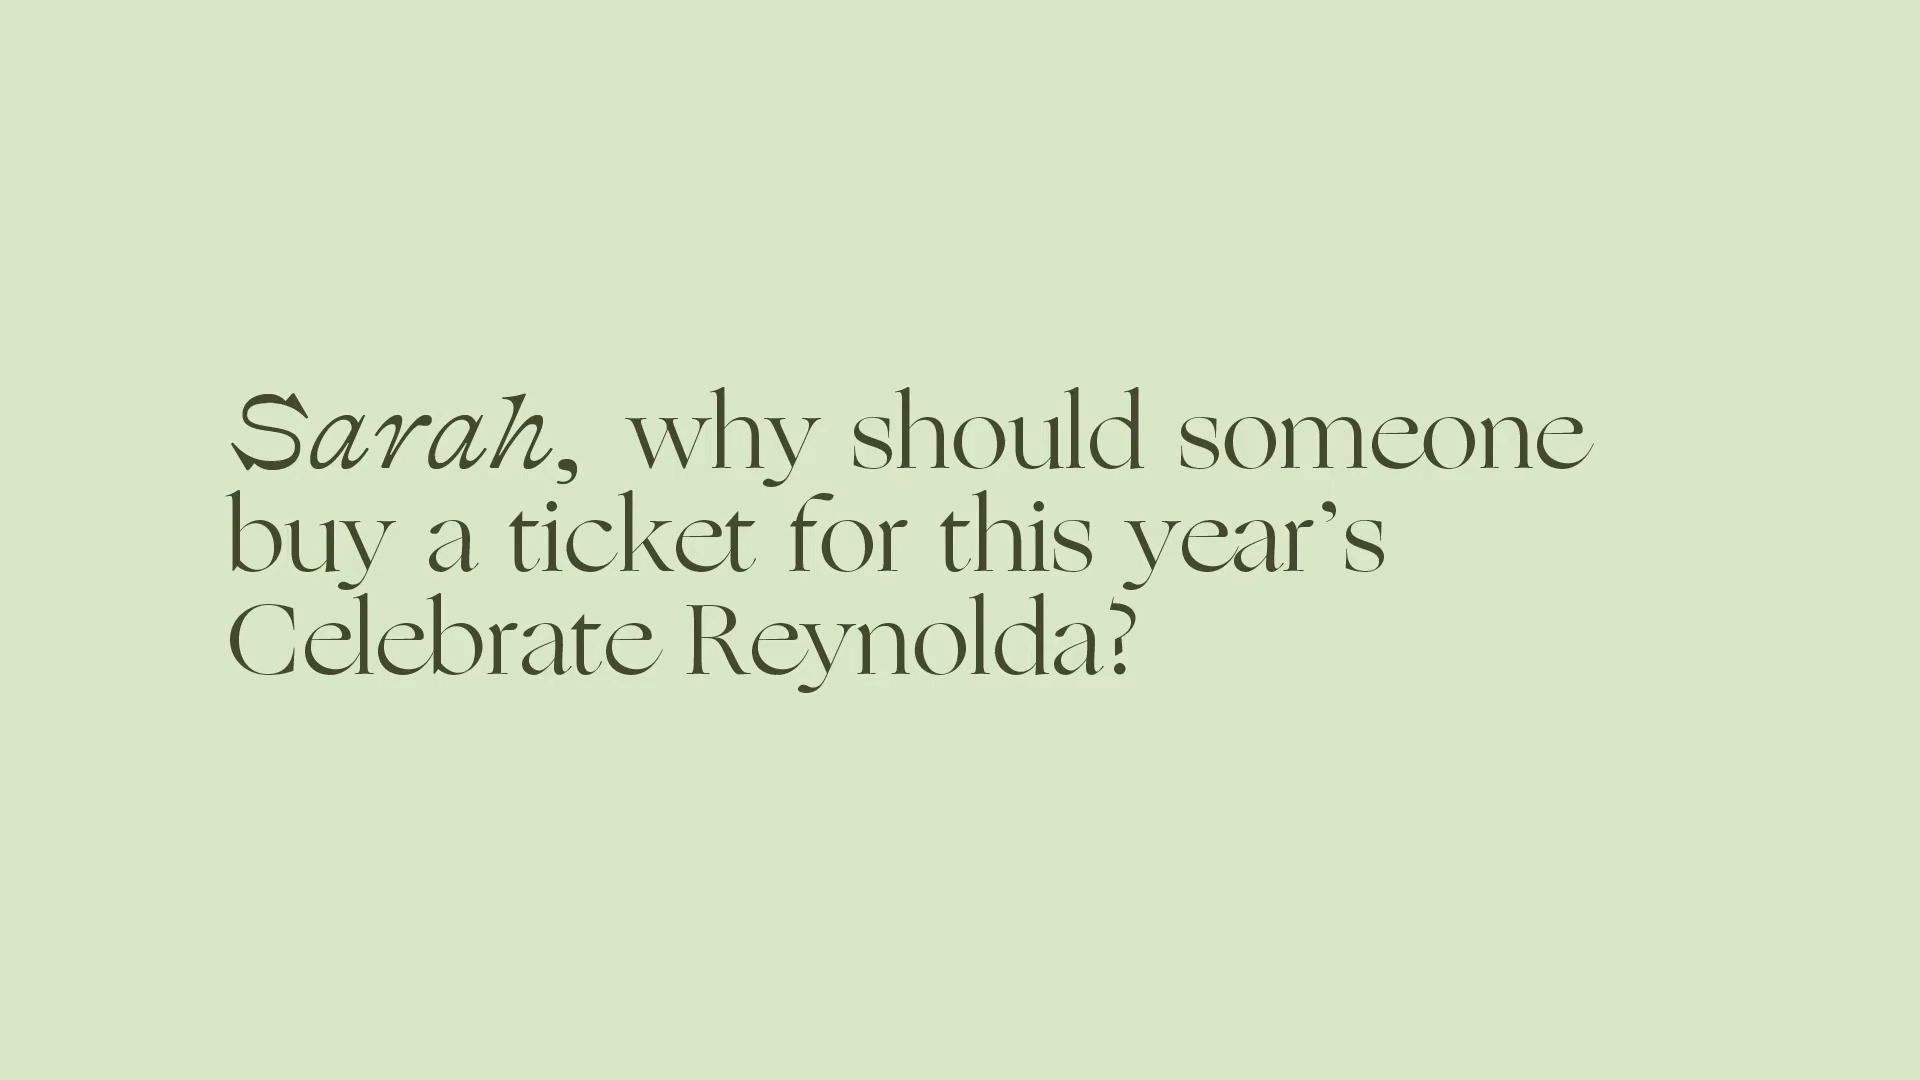 Sarah, why should someone
buy a ticket for this year’s
Celebrate Reynolda?